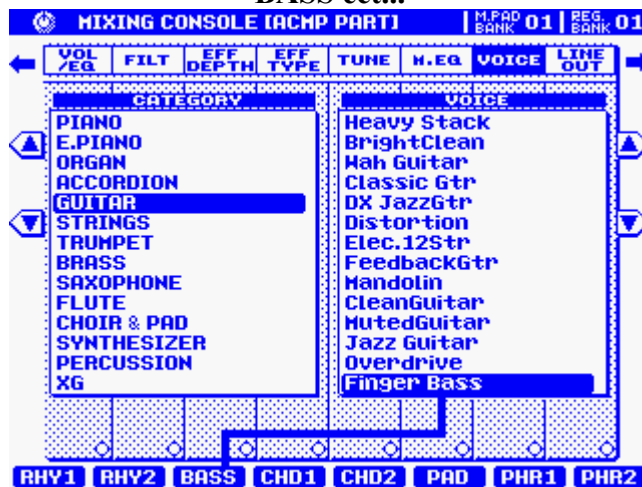 BASS ect...
MIXING CONSOLE [ACMP PART]
M.PAD BANK 01
REG. BANK 01
VOL /EQ
FILT
EFF DEPTH
EFF TYPE
TUNE
M.EQ
VOICE
LINE OUT
CATEGORY
PIANO
E.PIANO
ORGAN
ACCORDION
GUITAR
STRINGS
TRUMPET
BRASS
SAXOPHONE
FLUTE
CHOIR & PAD
SYNTHESIZER
PERCUSSION
XG
VOICE
Heavy Stack
BrightClean
Wah Guitar
Classic Gtr
DX JazzGtr
Distortion
Elec.12Str
FeedbackGtr
Mandolin
CleanGuitar
MutedGuitar
Jazz Guitar
Overdrive
Finger Bass
RHY1 RHY2 BASS CHD1 CHD2 PAD PHR1 PHR2